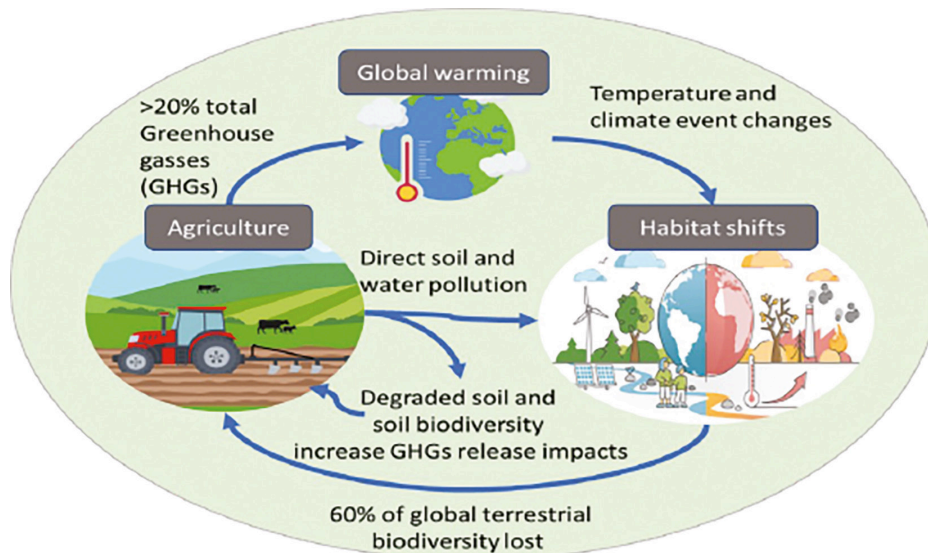 Global warming
>20% total
Greenhouse
gasses
(GHGs)
Temperature and
climate event changes
Agriculture
Habitat shifts
Direct soil and
water pollution
Degraded soil and
soil biodiversity
increase GHGs release impacts
60% of global terrestrial
biodiversity lost